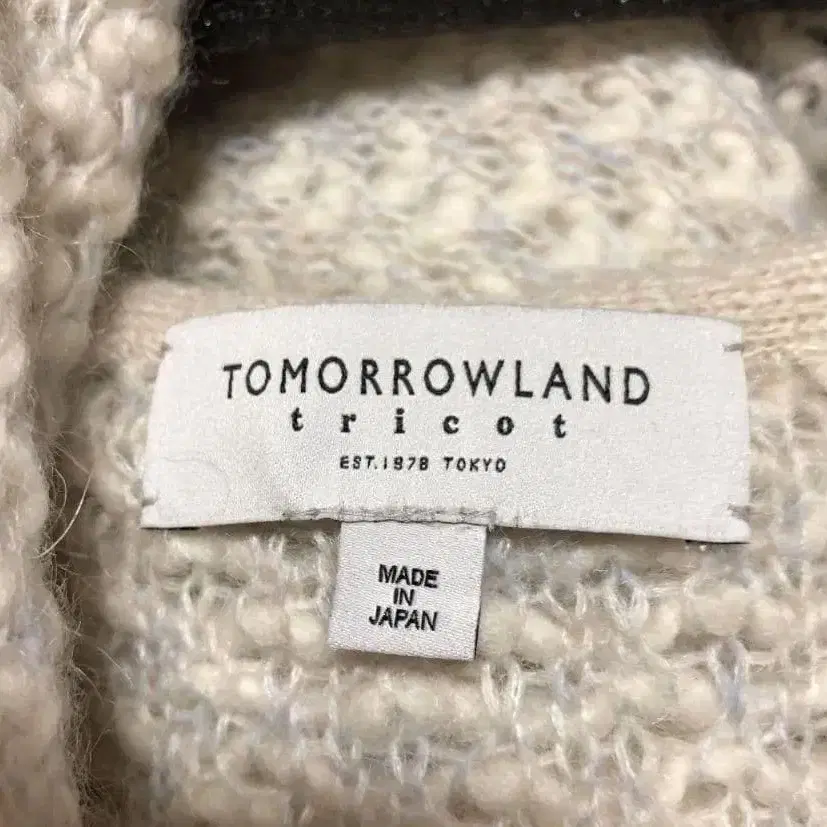 TOMORROWLAND
tricot
EST.1978 TOKYO
MADE
IN
JAPAN